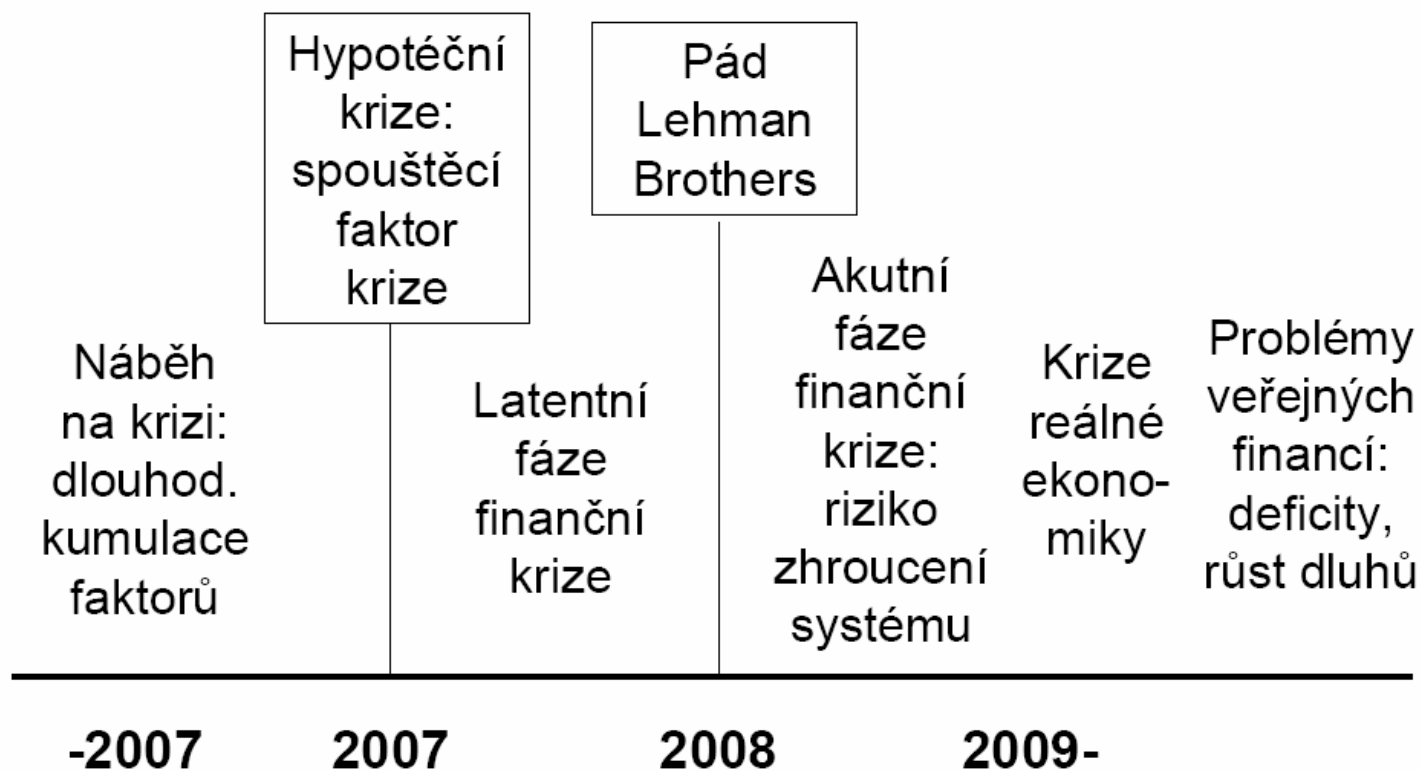 Hypotéční
krize:
spouštěcí
faktor
krize
Pád
Lehman
Brothers
Náběh
na krizi:
dlouhod.
kumulace
faktorů
Latentní
fáze
finanční
krize
Akutní
fáze
finanční
krize:
riziko
zhroucení
systému
Krize
reálné
ekono-
miky
Problémy
veřejných
financí:
deficity,
růst dluhů
-2007 2007 2008 2009-